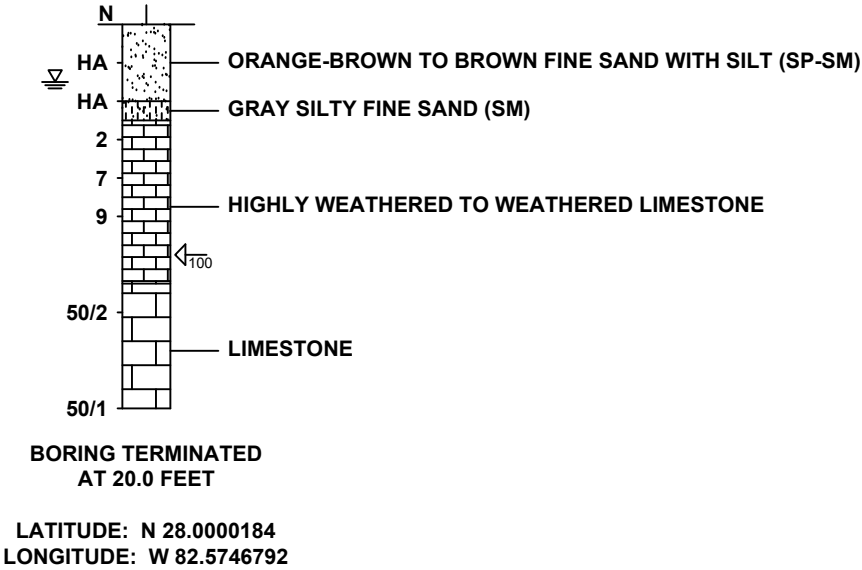 N
HA ORANGE-BROWN TO BROWN FINE SAND WITH SILT (SP-SM)
HA
GRAY SILTY FINE SAND (SM)
2
7
HIGHLY WEATHERED TO WEATHERED LIMESTONE
9
100
50/2
LIMESTONE
50/1
BORING TERMINATED
AT 20.0 FEET
LATITUDE: N 28.0000184
LONGITUDE: W 82.5746792